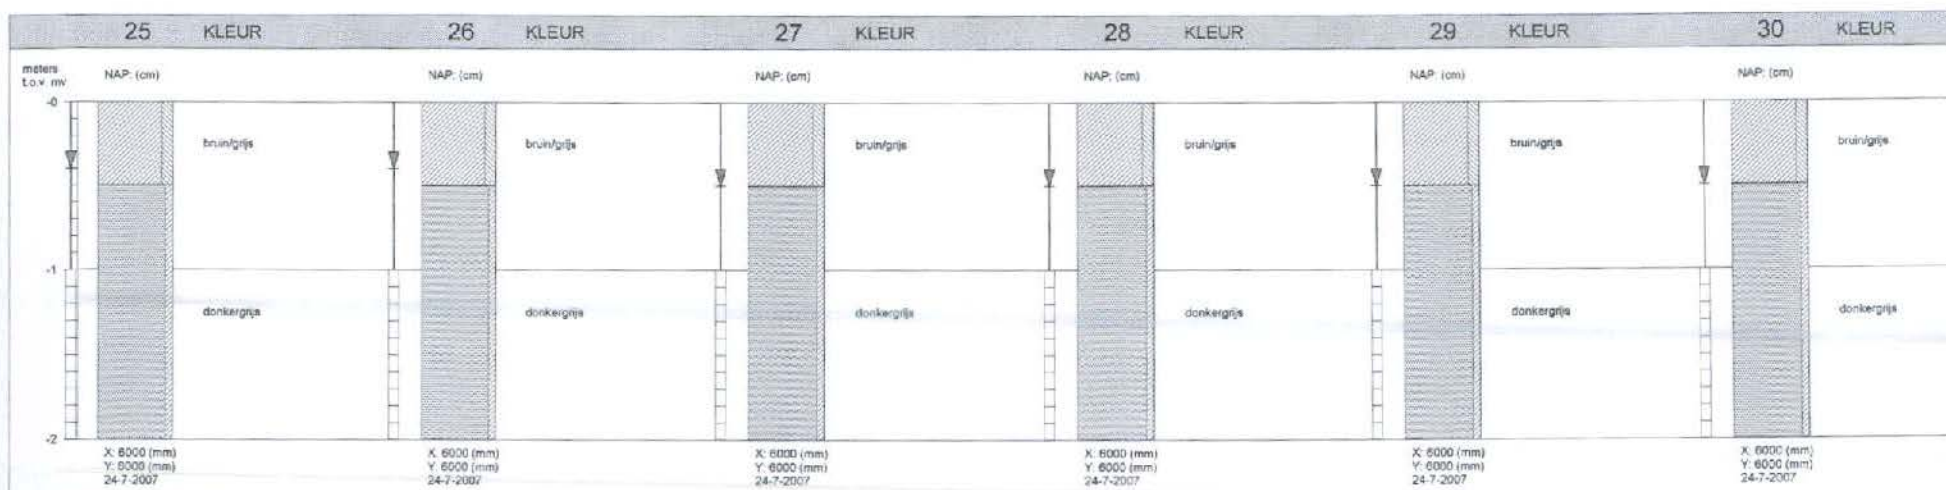 25 KLEUR 26 KLEUR 27 KLEUR 28 KLEUR 29 KLEUR 30 KLEUR
meters
t.o.v. mv
NAP: (cm) NAP: (cm) NAP: (cm) NAP: (cm) NAP: (cm) NAP: (cm)
-0
bruin/grijs bruin/grijs bruin/grijs bruin/grijs bruin/grijs bruin/grijs
-1
donkergrijs donkergrijs donkergrijs donkergrijs donkergrijs donkergrijs
-2
X: 6000 (mm) X: 6000 (mm) X: 6000 (mm) X: 6000 (mm) X: 6000 (mm) X: 6000 (mm)
Y: 6000 (mm) Y: 6000 (mm) Y: 6000 (mm) Y: 6000 (mm) Y: 6000 (mm) Y: 6000 (mm)
24-7-2007 24-7-2007 24-7-2007 24-7-2007 24-7-2007 24-7-2007